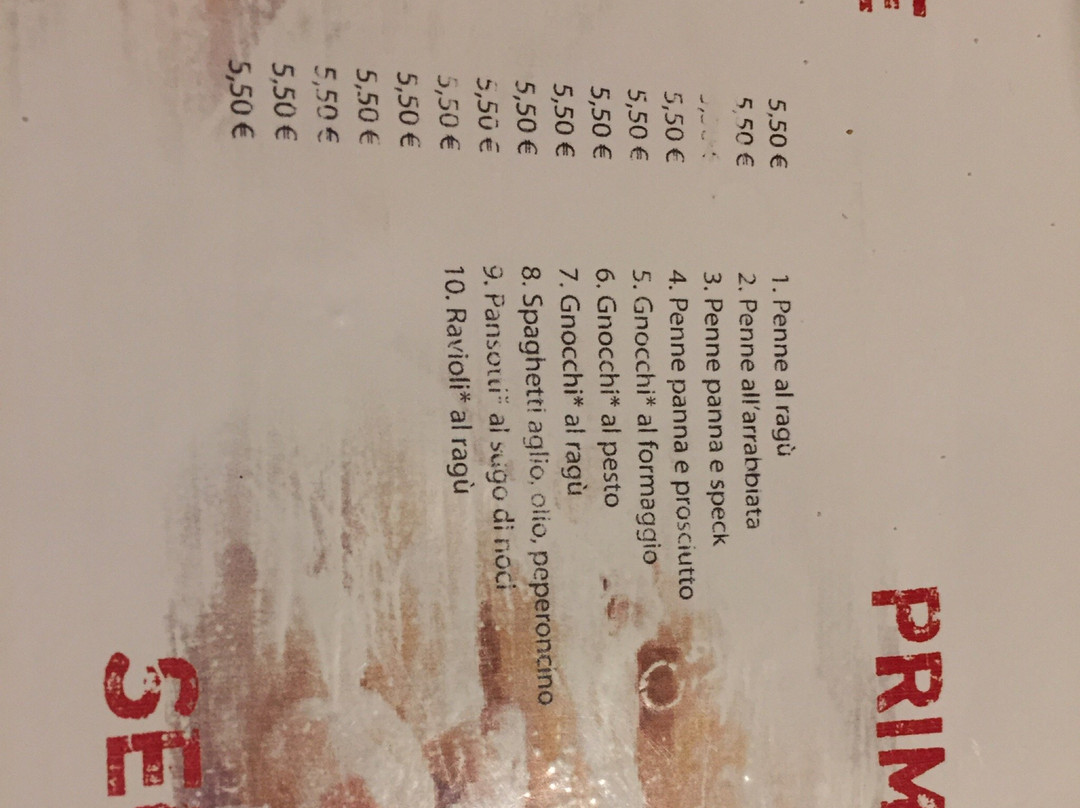 5,50 €
5,50 €
5,50 €
5,50 €
5,50 €
5,50 €
5,50 €
5,50 €
5,50 €
5,50 €
5,50 €
5,50 €
5,50 €
5,50 €
PRIM
1. Penne al ragù
2. Penne all'arrabbiata
3. Penne panna e speck
4. Penne panna e prosciutto
5. Gnocchi* al formaggio
6. Gnocchi* al pesto
7. Gnocchi* al ragù
8. Spaghetti aglio, olio, peperoncino
9. Pansotti* al sugo di noci
10. Ravioli* al ragù
SE